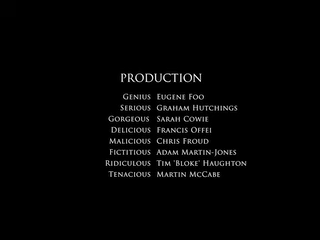 PRODUCTION
GENIUS EUGENE FOO
SERIOUS GRAHAM HUTCHINGS
GORGEOUS SARAH COWIE
DELICIOUS FRANCIS OFFEI
MALICIOUS CHRIS FROUD
FICTITIOUS ADAM MARTIN-JONES
RIDICULOUS TIM 'BLOKE' HAUGHTON
TENACIOUS MARTIN MCCABE